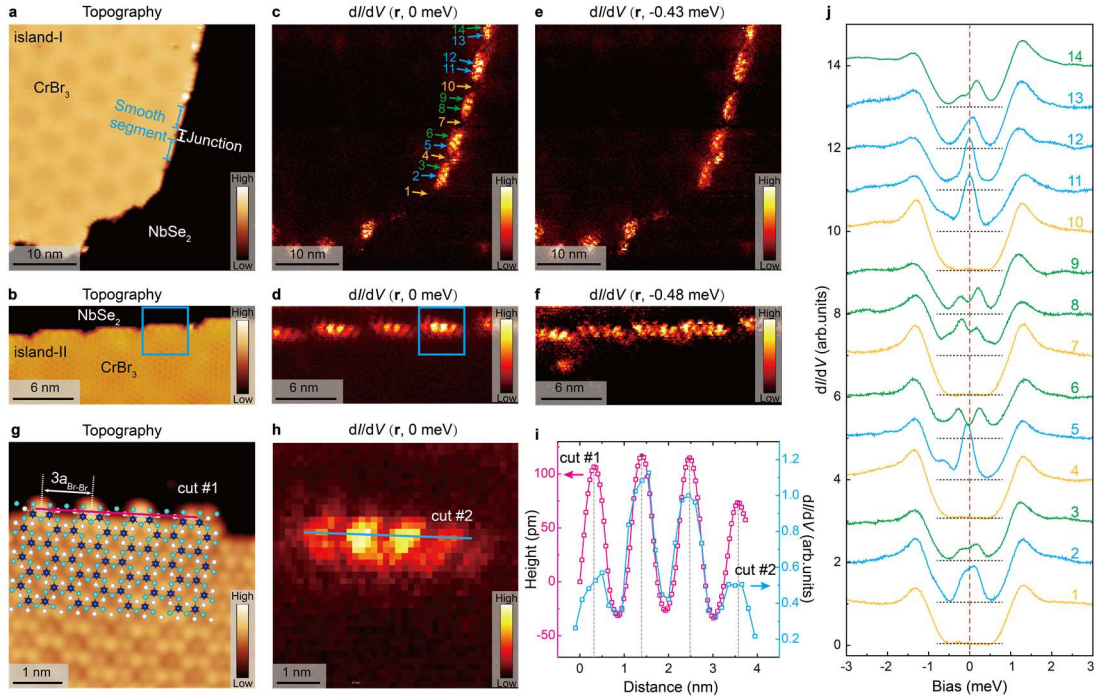 a
Topography
island-I
CrBr3
Smooth
segment
Junction
NbSe2
10 nm
High
Low
c
dI/dV (r, 0 meV)
14
13
12
11
10
9
8
7
6
5
4
3
2
1
10 nm
High
Low
e
dI/dV (r, -0.43 meV)
10 nm
High
Low
b
Topography
NbSe2
island-II
CrBr3
6 nm
High
Low
d
dI/dV (r, 0 meV)
6 nm
High
Low
f
dI/dV (r, -0.48 meV)
6 nm
High
Low
g
Topography
3aBr-Br
cut #1
1 nm
High
Low
h
dI/dV (r, 0 meV)
cut #2
1 nm
High
Low
i
cut #1
cut #2
100
50
0
-50
Height (pm)
0 1 2 3 4
Distance (nm)
1.2
1.0
0.8
0.6
0.4
0.2
dI/dV (arb.units)
j
14
13
12
11
10
9
8
7
6
5
4
3
2
1
14
12
10
8
6
4
2
0
dI/dV (arb.units)
-3 -2 -1 0 1 2 3
Bias (meV)